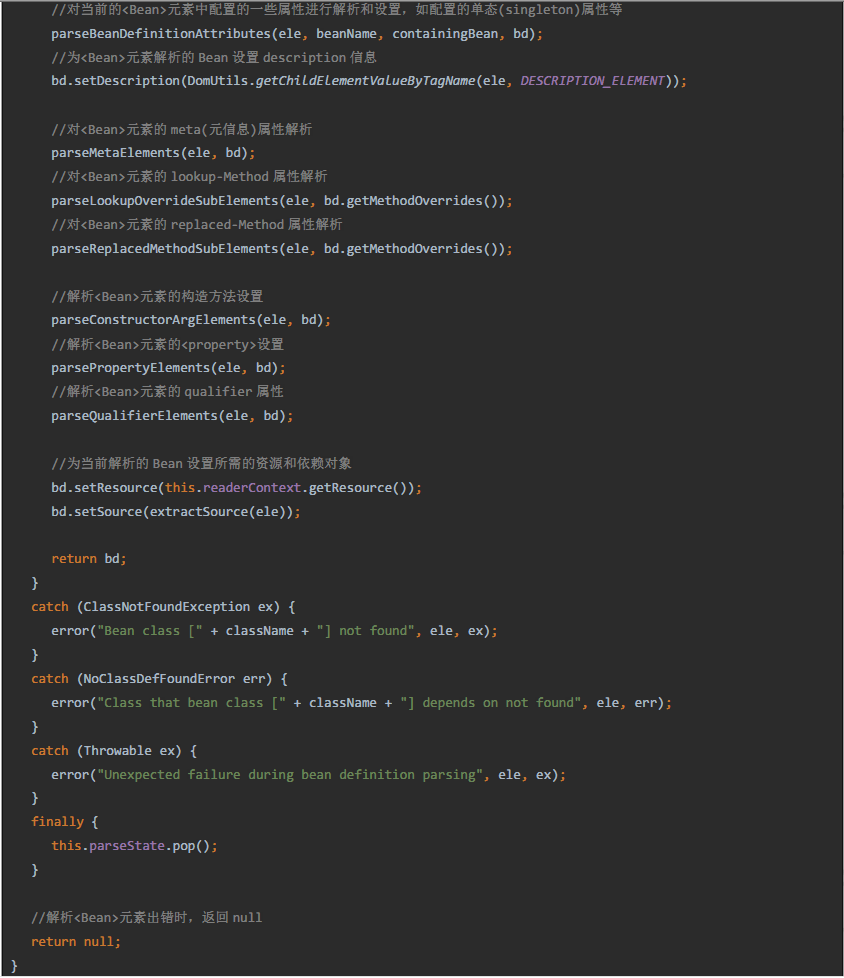 //对当前的<Bean>元素中配置的一些属性进行解析和设置，如配置的单态(singleton)属性等
parseBeanDefinitionAttributes(ele, beanName, containingBean, bd);
//为<Bean>元素解析的 Bean 设置 description 信息
bd.setDescription(DomUtils.getChildElementValueByTagName(ele, DESCRIPTION_ELEMENT));
//对<Bean>元素的 meta(元信息)属性解析
parseMetaElements(ele, bd);
//对<Bean>元素的 lookup-Method 属性解析
parseLookupOverrideSubElements(ele, bd.getMethodOverrides());
//对<Bean>元素的 replaced-Method 属性解析
parseReplacedMethodSubElements(ele, bd.getMethodOverrides());
//解析<Bean>元素的构造方法设置
parseConstructorArgElements(ele, bd);
//解析<Bean>元素的<property>设置
parsePropertyElements(ele, bd);
//解析<Bean>元素的 qualifier 属性
parseQualifierElements(ele, bd);
//为当前解析的 Bean 设置所需的资源和依赖对象
bd.setResource(this.readerContext.getResource());
bd.setSource(extractSource(ele));
return bd;
}
catch (ClassNotFoundException ex) {
error("Bean class [" + className + "] not found", ele, ex);
}
catch (NoClassDefFoundError err) {
error("Class that bean class [" + className + "] depends on not found", ele, err);
}
catch (Throwable ex) {
error("Unexpected failure during bean definition parsing", ele, ex);
}
finally {
this.parseState.pop();
}
//解析<Bean>元素出错时，返回 null
return null;
}